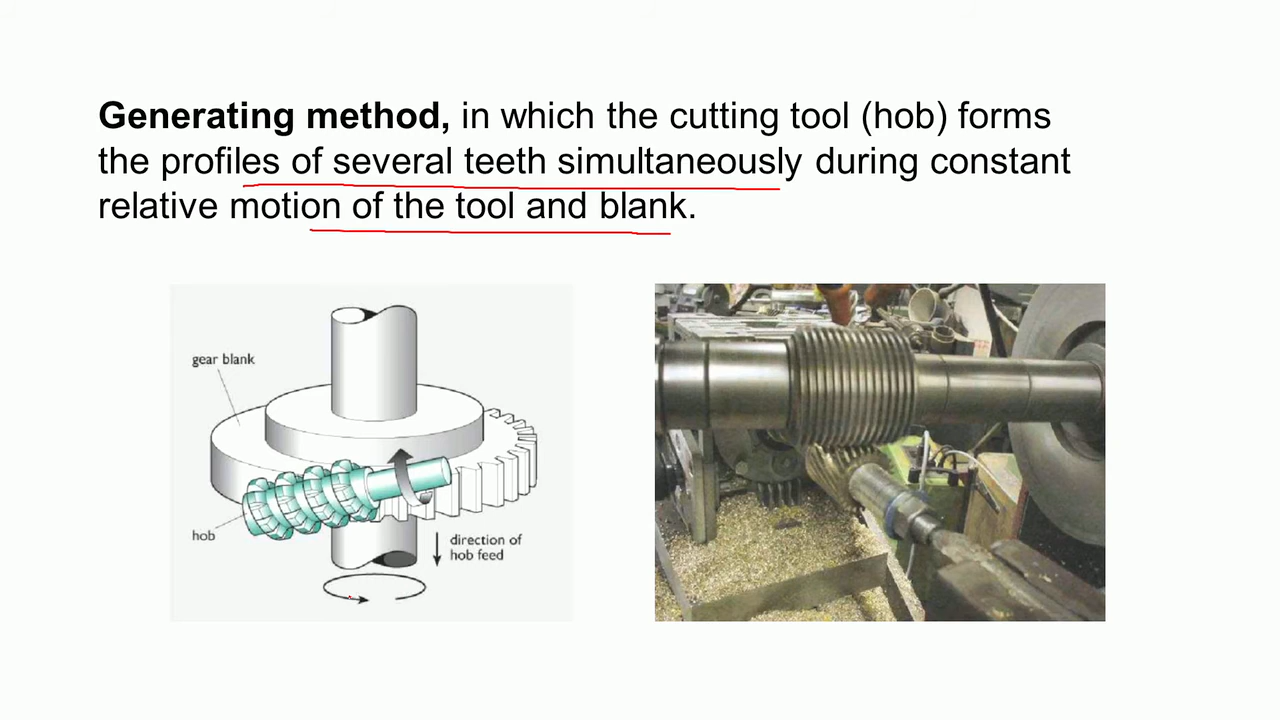 Generating method, in which the cutting tool (hob) forms
the profiles of several teeth simultaneously during constant
relative motion of the tool and blank.
gear blank
hob
direction of
hob feed